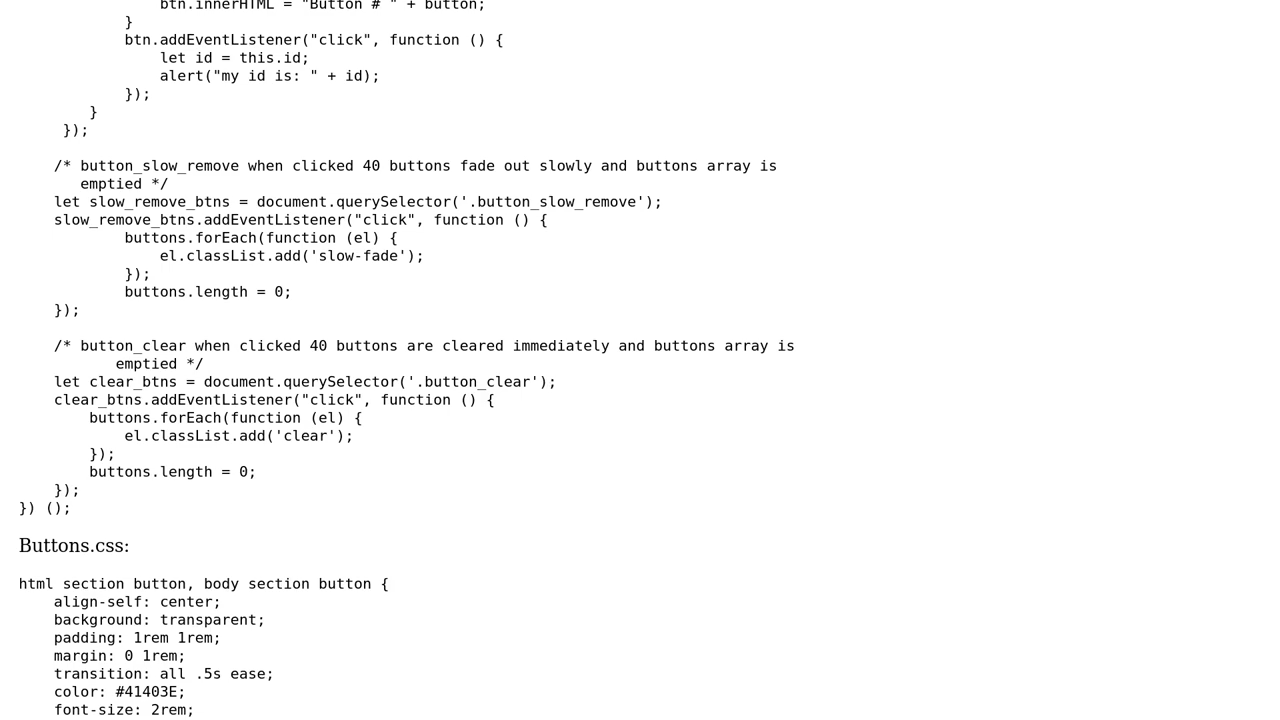 btn.innerHTML = "Button # " + button;
            }
            btn.addEventListener("click", function () {
                let id = this.id;
                alert("my id is: " + id);
            });
        }
     });

    /* button_slow_remove when clicked 40 buttons fade out slowly and buttons array is
       emptied */
    let slow_remove_btns = document.querySelector('.button_slow_remove');
    slow_remove_btns.addEventListener("click", function () {
            buttons.forEach(function (el) {
                el.classList.add('slow-fade');
            });
            buttons.length = 0;
    });

    /* button_clear when clicked 40 buttons are cleared immediately and buttons array is
           emptied */
    let clear_btns = document.querySelector('.button_clear');
    clear_btns.addEventListener("click", function () {
        buttons.forEach(function (el) {
            el.classList.add('clear');
        });
        buttons.length = 0;
    });
}) ();
Buttons.css:
html section button, body section button {
    align-self: center;
    background: transparent;
    padding: 1rem 1rem;
    margin: 0 1rem;
    transition: all .5s ease;
    color: #41403E;
    font-size: 2rem;